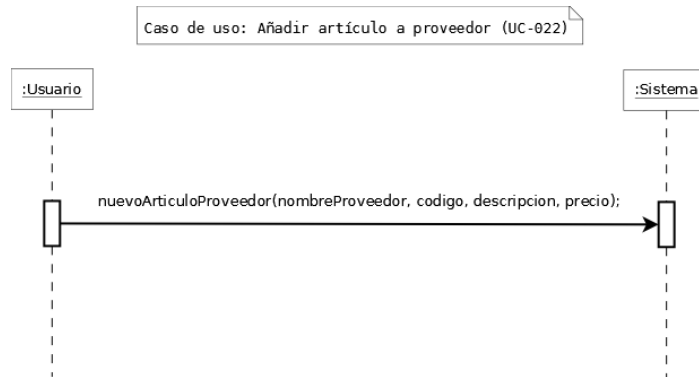 Caso de uso: Añadir artículo a proveedor (UC-022)
:Usuario
:Sistema
nuevoArticuloProveedor(nombreProveedor, codigo, descripcion, precio);